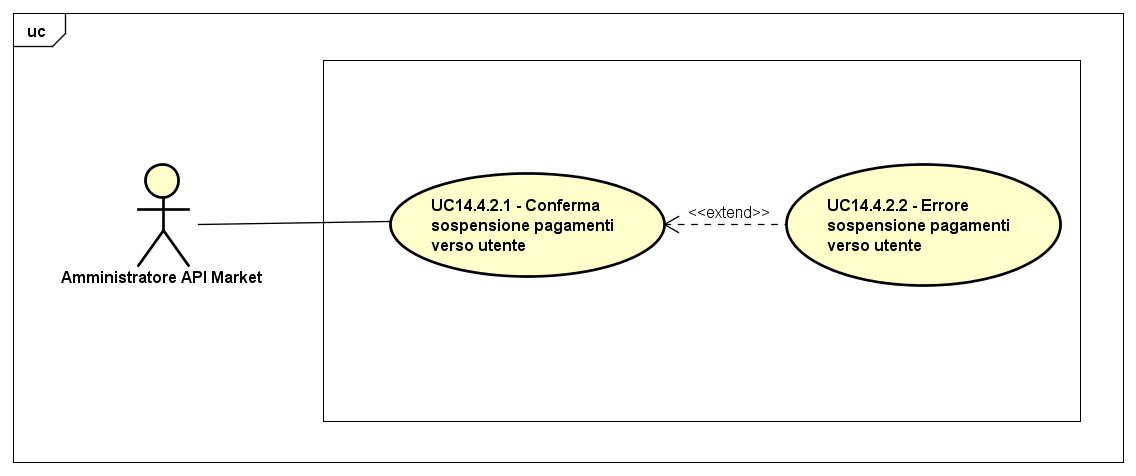 uc
Amministratore API Market
UC14.4.2.1 - Conferma
sospensione pagamenti
verso utente
<<extend>>
UC14.4.2.2 - Errore
sospensione pagamenti
verso utente